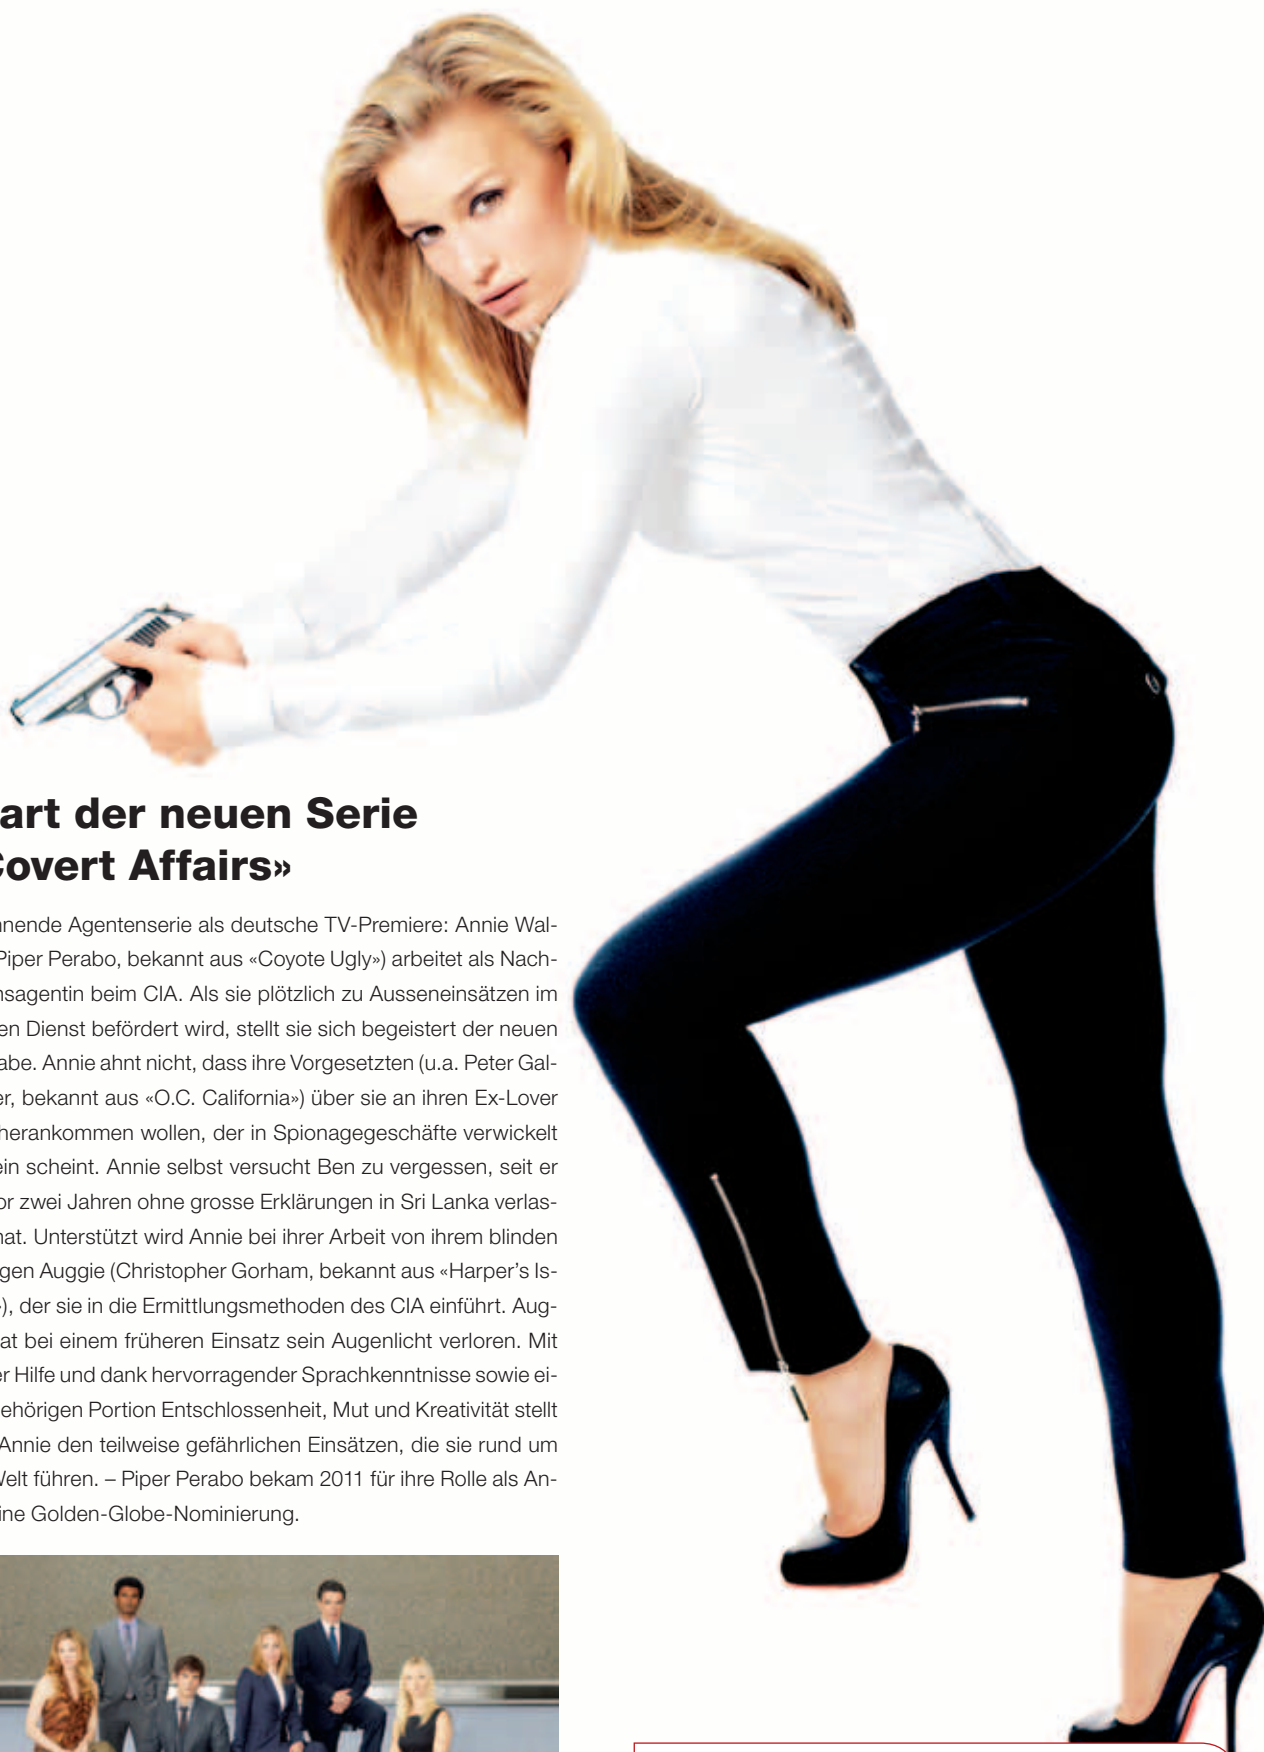 art der neuen Serie
Covert Affairs»
nnende Agentenserie als deutsche TV-Premiere: Annie Wal-
Piper Perabo, bekannt aus «Coyote Ugly») arbeitet als Nach-
nsagentin beim CIA. Als sie plötzlich zu Ausseneinsätzen im
en Dienst befördert wird, stellt sie sich begeistert der neuen
abe. Annie ahnt nicht, dass ihre Vorgesetzten (u.a. Peter Gal-
er, bekannt aus «O.C. California») über sie an ihren Ex-Lover
herankommen wollen, der in Spionagegeschäfte verwickelt
ein scheint. Annie selbst versucht Ben zu vergessen, seit er
or zwei Jahren ohne grosse Erklärungen in Sri Lanka verlas-
hat. Unterstützt wird Annie bei ihrer Arbeit von ihrem blinden
gen Auggie (Christopher Gorham, bekannt aus «Harper's Is-
»), der sie in die Ermittlungsmethoden des CIA einführt. Aug-
at bei einem früheren Einsatz sein Augenlicht verloren. Mit
er Hilfe und dank hervorragender Sprachkenntnisse sowie ei-
ehörigen Portion Entschlossenheit, Mut und Kreativität stellt
Annie den teilweise gefährlichen Einsätzen, die sie rund um
Welt führen. – Piper Perabo bekam 2011 für ihre Rolle als An-
ine Golden-Globe-Nominierung.